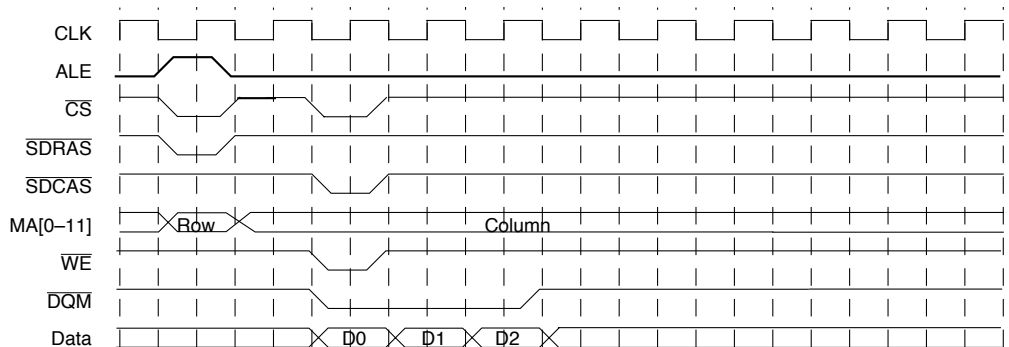 CLK
ALE
CS
SDRAS
SDCAS
MA[0–11] Row Column
WE
DQM
Data D0 D1 D2